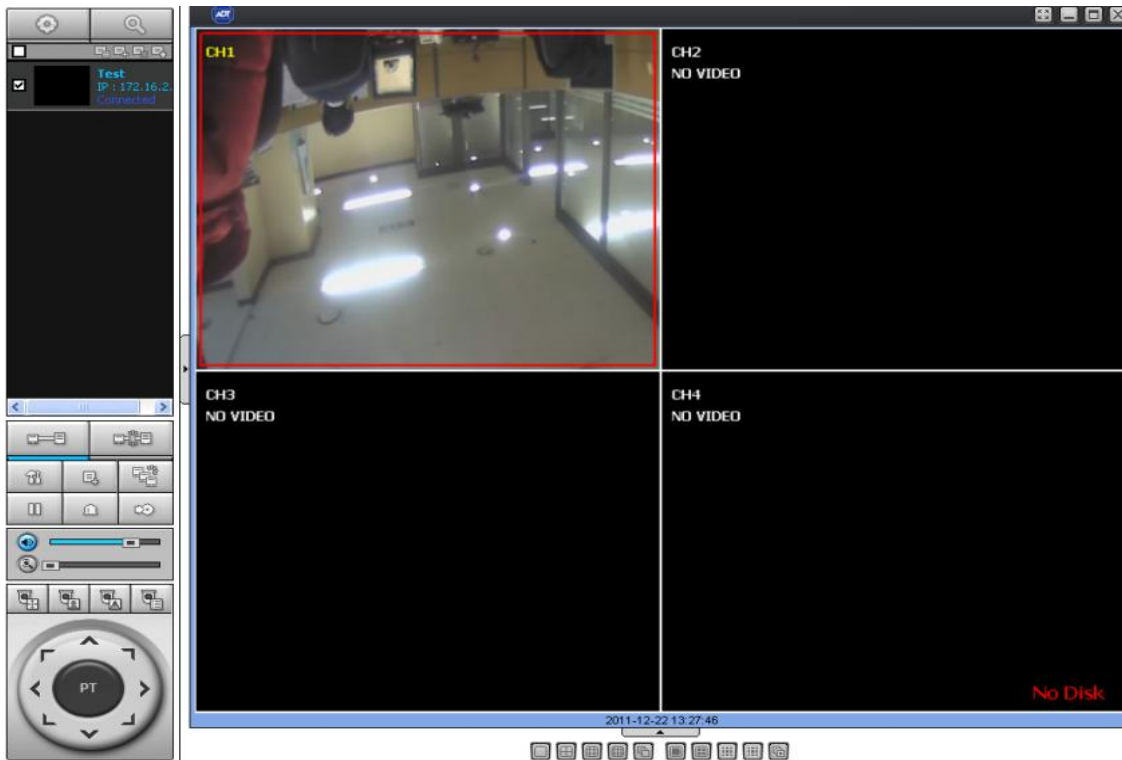 ADT
Test
IP : 172.16.2.
Connected
CH1
CH2
NO VIDEO
CH3
NO VIDEO
CH4
NO VIDEO
No Disk
2011-12-22 13:27:46
PT